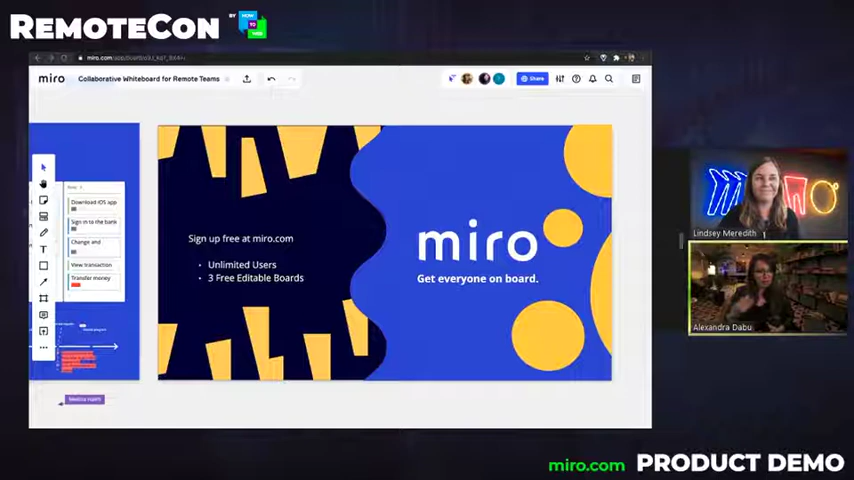 REMOTECON
BY HOW TO WEB
miro
Collaborative Whiteboard for Remote Teams
Share
Download iOS app
Sign in to the bank
Change and
View transaction
Transfer money
Sign up free at miro.com
• Unlimited Users
• 3 Free Editable Boards
miro
Get everyone on board.
Lindsey Meredith
Alexandra Dabu
miro.com PRODUCT DEMO